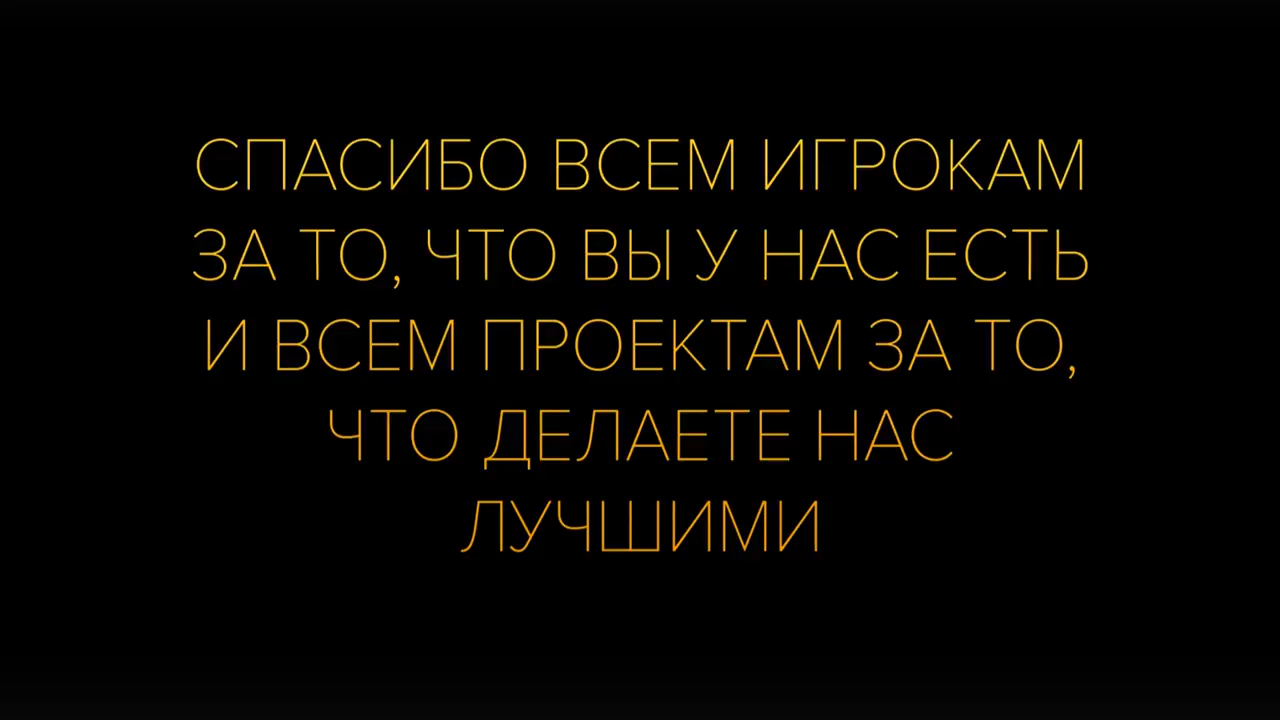 СПАСИБО ВСЕМ ИГРОКАМ
ЗА ТО, ЧТО ВЫ У НАС ЕСТЬ
И ВСЕМ ПРОЕКТАМ ЗА ТО,
ЧТО ДЕЛАЕТЕ НАС
ЛУЧШИМИ